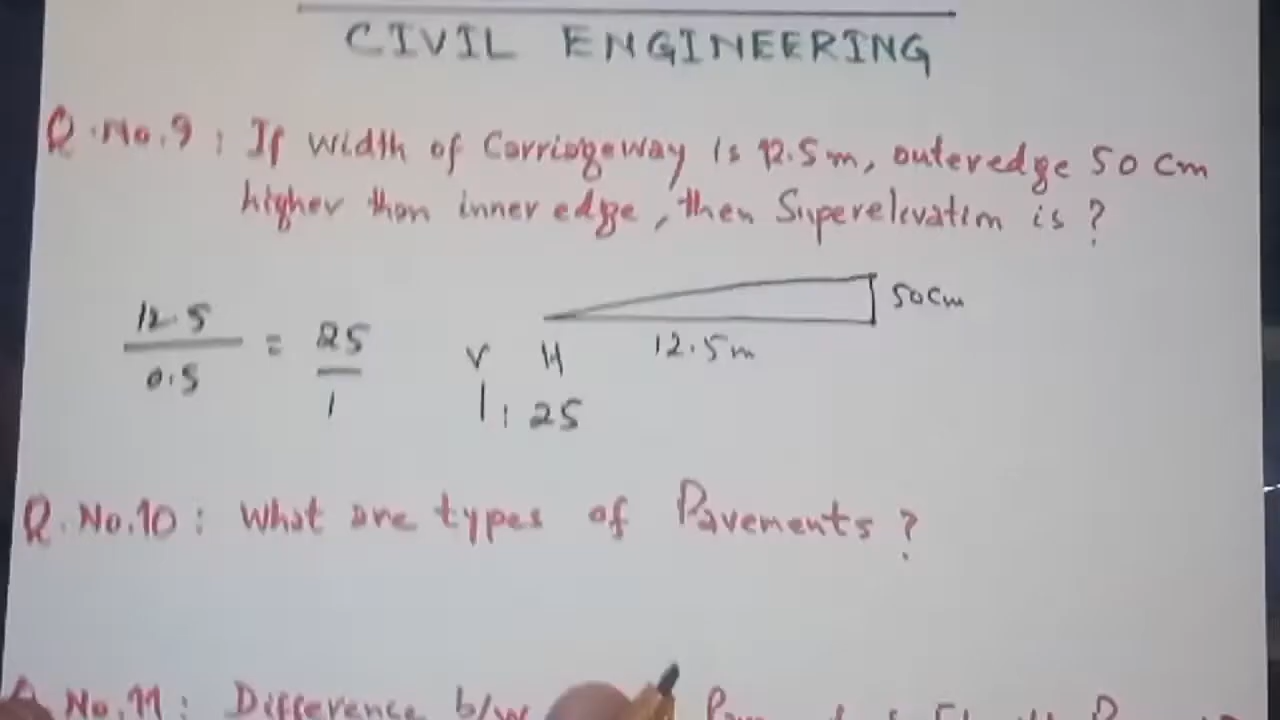 CIVIL ENGINEERING
Q.No.9: If width of Carriageway is 12.5m, outeredge 50 cm
higher than inner edge, then Superelevation is?
12.5 / 0.5 = 25 / 1
V H
1:25
50cm
12.5m
Q.No.10: What are types of Pavements?
Q.No.11: Difference b/w